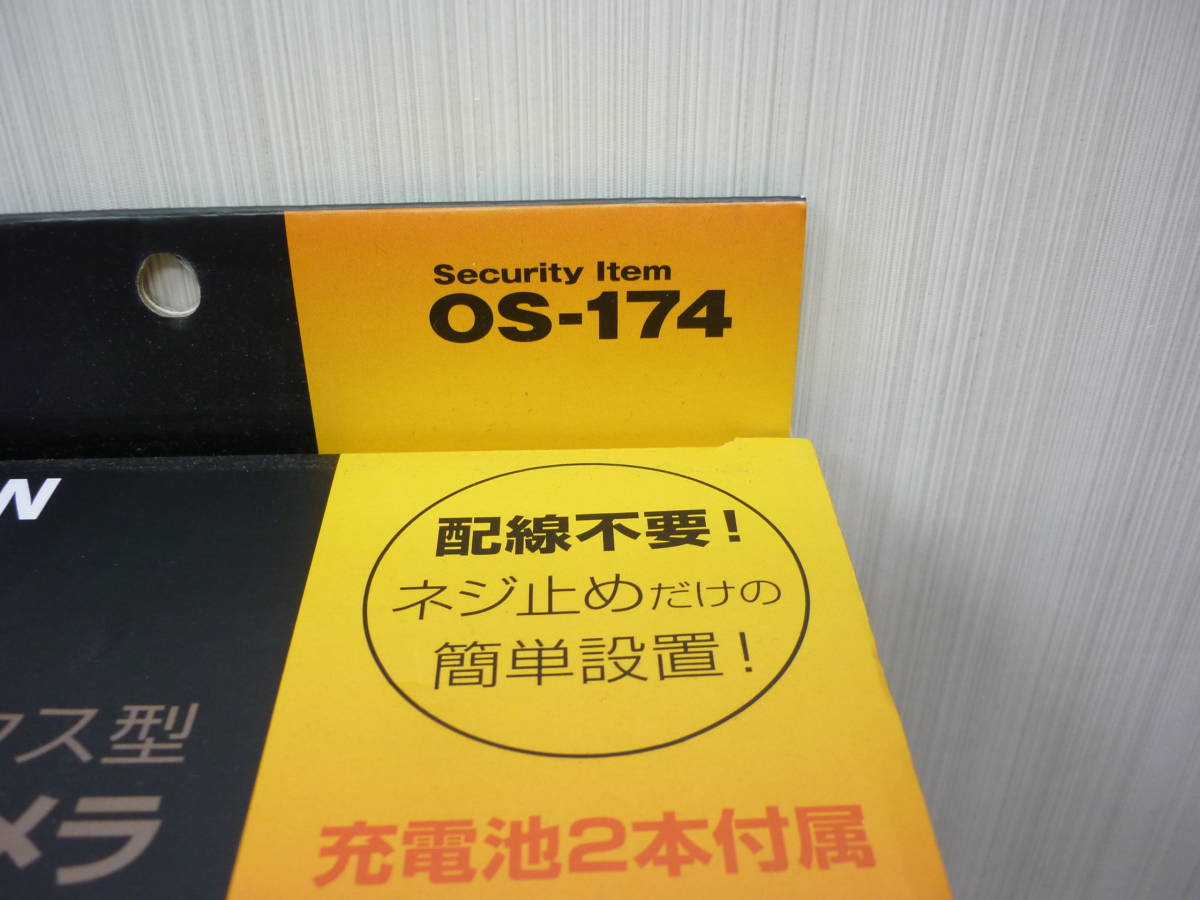 Security Item
OS-174
W
配線不要!
ネジ止めだけの
簡単設置!
ス型
メラ
充電池2本付属